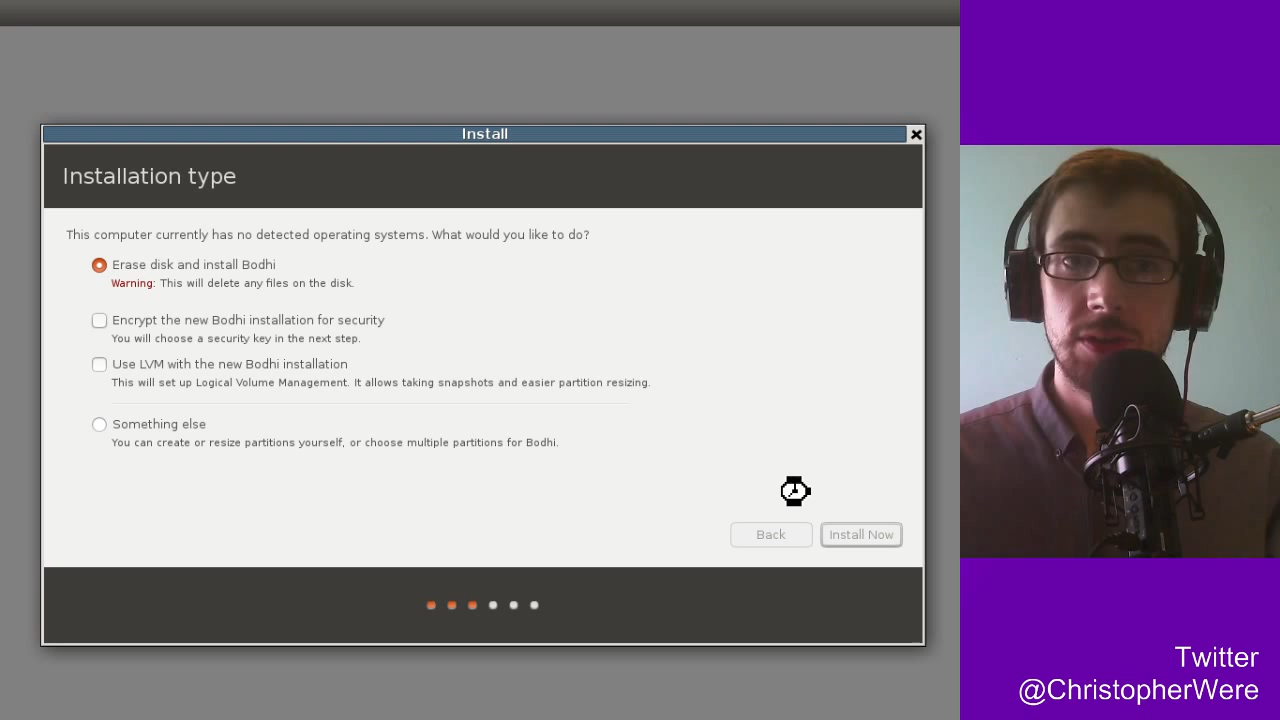 Install
Installation type
This computer currently has no detected operating systems. What would you like to do?
Erase disk and install Bodhi
Warning: This will delete any files on the disk.
Encrypt the new Bodhi installation for security
You will choose a security key in the next step.
Use LVM with the new Bodhi installation
This will set up Logical Volume Management. It allows taking snapshots and easier partition resizing.
Something else
You can create or resize partitions yourself, or choose multiple partitions for Bodhi.
Back
Install Now
Twitter
@ChristopherWere